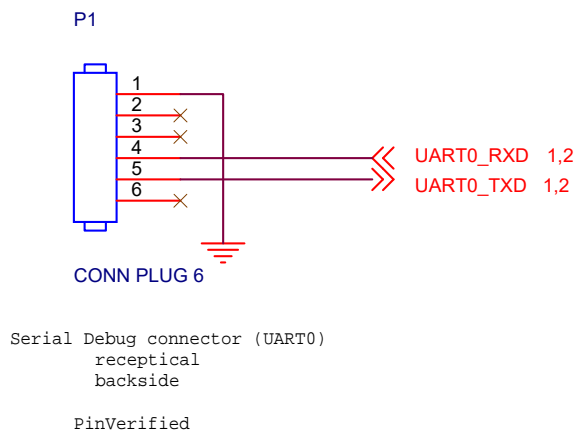 P1
1
2
3
4
5
6
UART0_RXD 1,2
UART0_TXD 1,2
CONN PLUG 6
Serial Debug connector (UART0)
receptical
backside
PinVerified